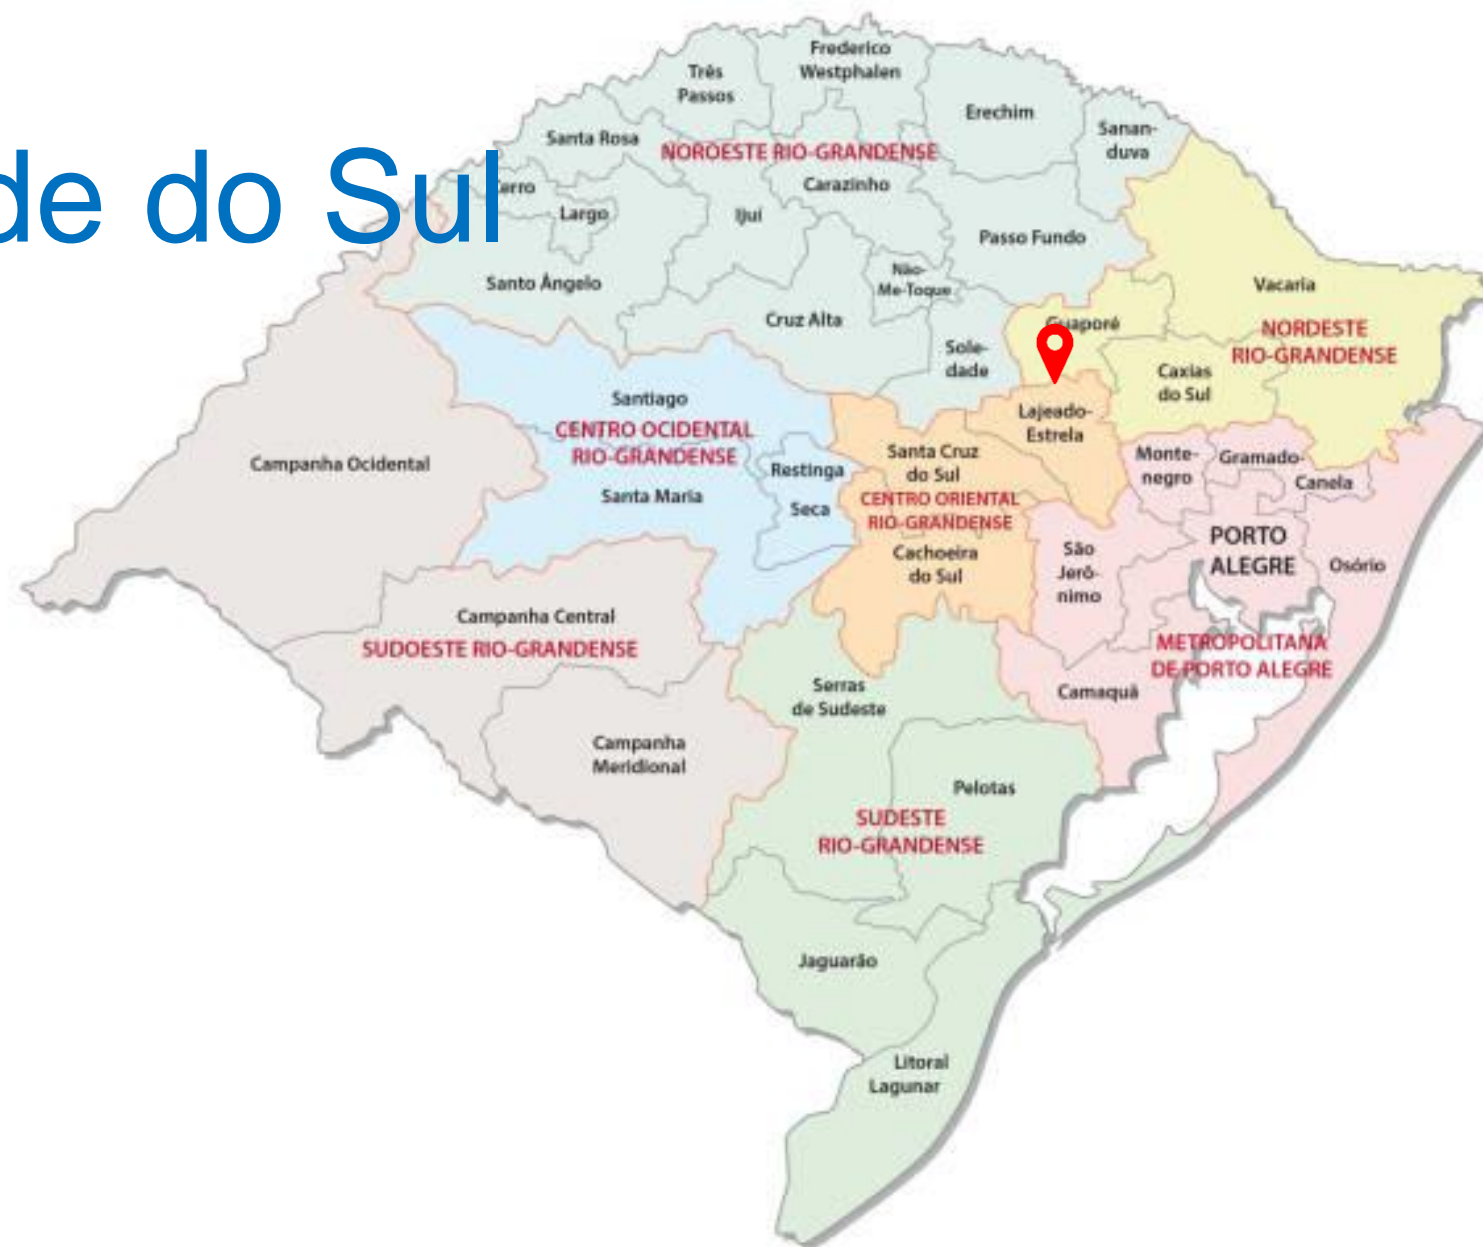 de do Sul
Frederico
Westphalen
Três
Passos
Erechim
Sanan-
duva
Santa Rosa
NOROESTE RIO-GRANDENSE
Carazinho
Cerro
Largo
Ijuí
Passo Fundo
Não-
Me-Toque
Santo Ângelo
Cruz Alta
Vacaria
Guaporé
NORDESTE
RIO-GRANDENSE
Sole-
dade
Caxias
do Sul
Santiago
Lajeado-
Estrela
CENTRO OCIDENTAL
RIO-GRANDENSE
Campanha Ocidental
Restinga
Seca
Santa Maria
Santa Cruz
do Sul
CENTRO ORIENTAL
RIO-GRANDENSE
Monte-
negro
Gramado-
Canela
PORTO
ALEGRE
Cachoeira
do Sul
São
Jerô-
nimo
Osório
Campanha Central
SUDOESTE RIO-GRANDENSE
METROPOLITANA
DE PORTO ALEGRE
Serras
de Sudeste
Camaquã
Campanha
Meridional
Pelotas
SUDESTE
RIO-GRANDENSE
Jaguarão
Litoral
Lagunar